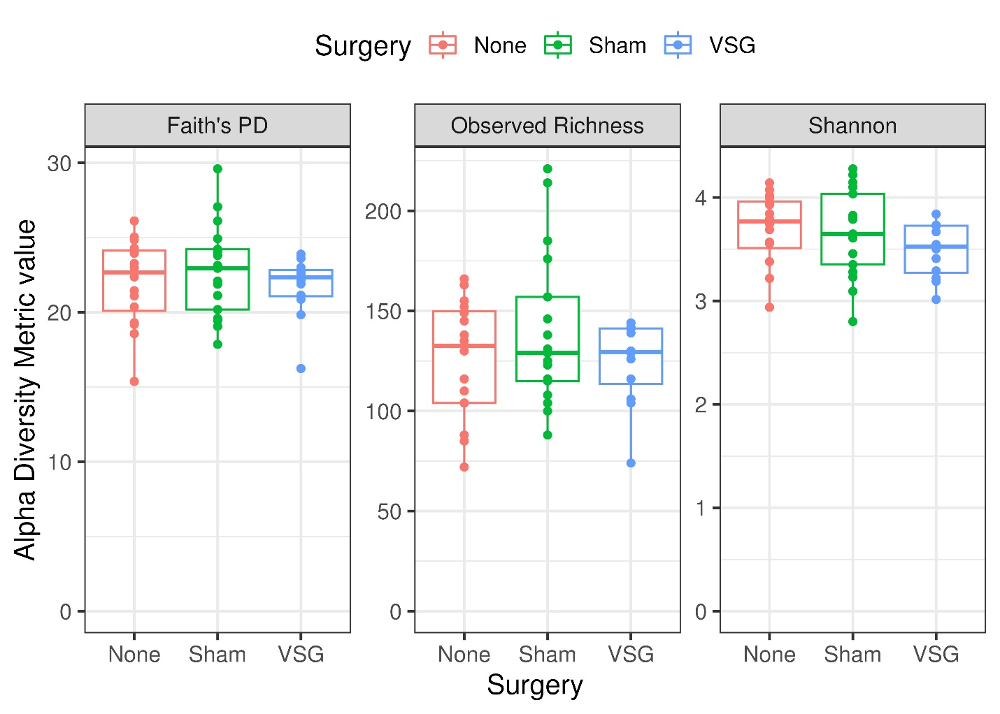 Surgery None Sham VSG
Faith's PD Observed Richness Shannon
Alpha Diversity Metric value
30
20
10
0
200
150
100
50
0
4
3
2
1
0
None Sham VSG None Sham VSG None Sham VSG
Surgery